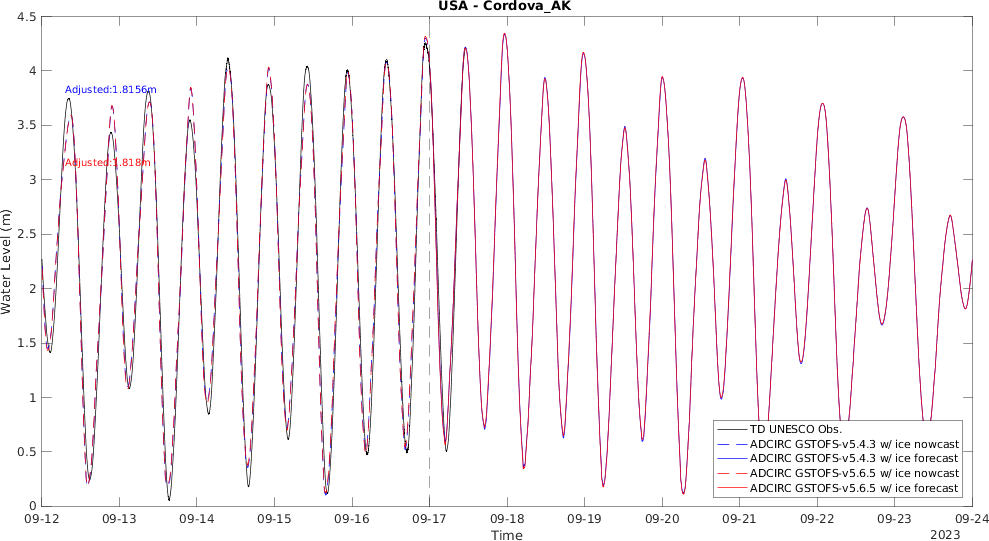 USA - Cordova_AK
4.5
4
3.5
3
2.5
2
1.5
1
0.5
0
Water Level (m)
Adjusted:1.8156m
Adjusted:1.818m
TD UNESCO Obs.
ADCIRC GSTOFS-v5.4.3 w/ ice nowcast
ADCIRC GSTOFS-v5.4.3 w/ ice forecast
ADCIRC GSTOFS-v5.6.5 w/ ice nowcast
ADCIRC GSTOFS-v5.6.5 w/ ice forecast
09-12 09-13 09-14 09-15 09-16 09-17 09-18 09-19 09-20 09-21 09-22 09-23 09-24
Time
2023